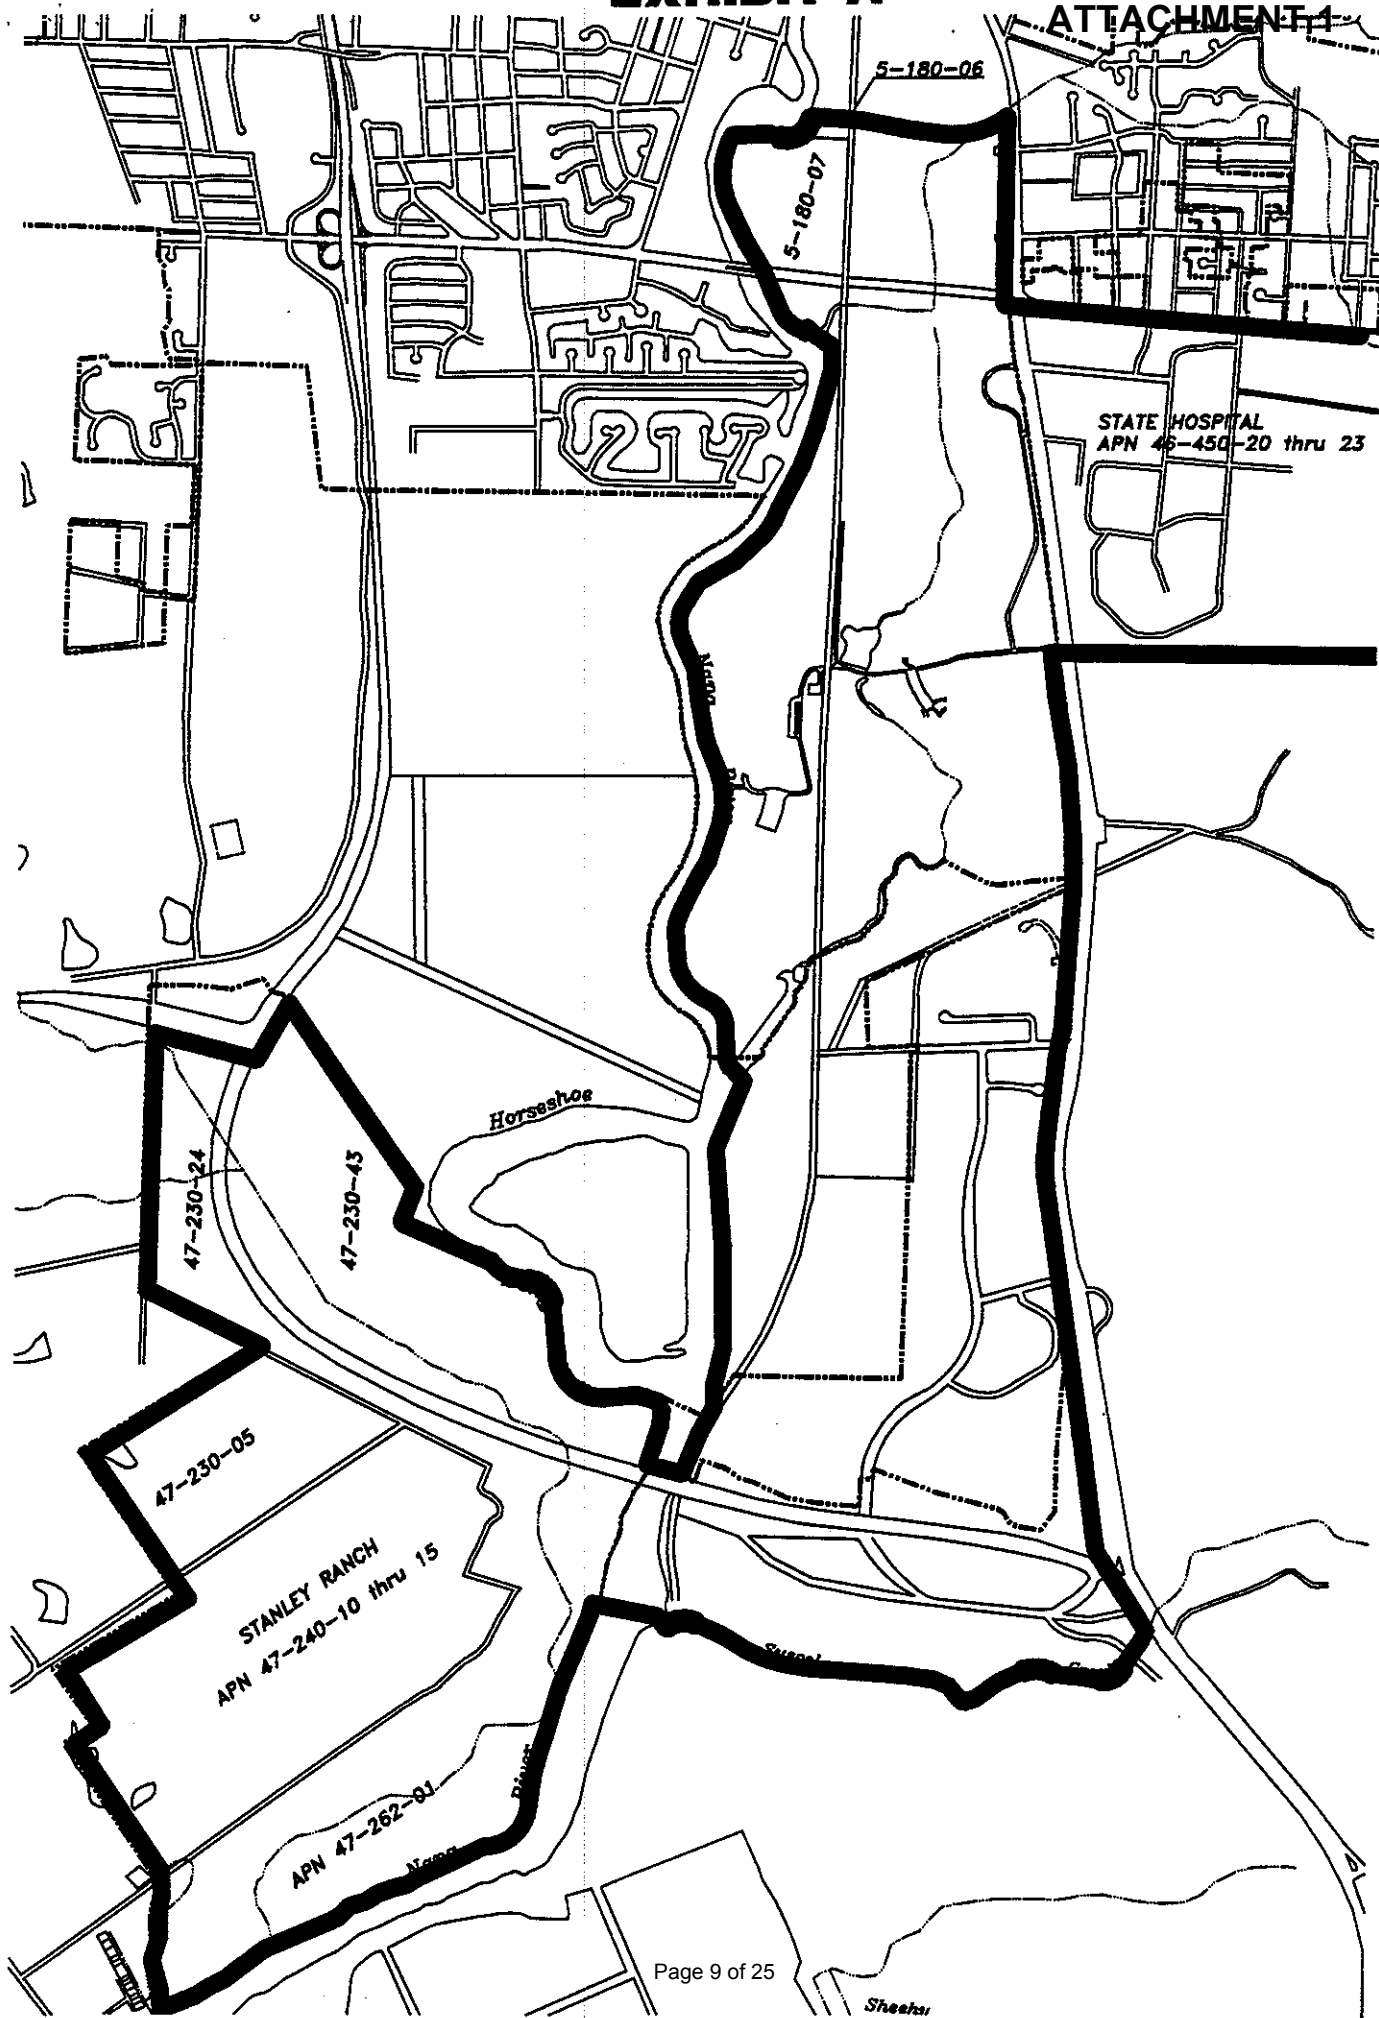 EXHIBIT A
ATTACHMENT 1
5-180-06
5-180-07
STATE HOSPITAL
APN 46-450-20 thru 23
Napa
Horseshoe
47-230-24
47-230-43
47-230-05
STANLEY RANCH
APN 47-240-10 thru 15
APN 47-262-01
Napa
River
Page 9 of 25